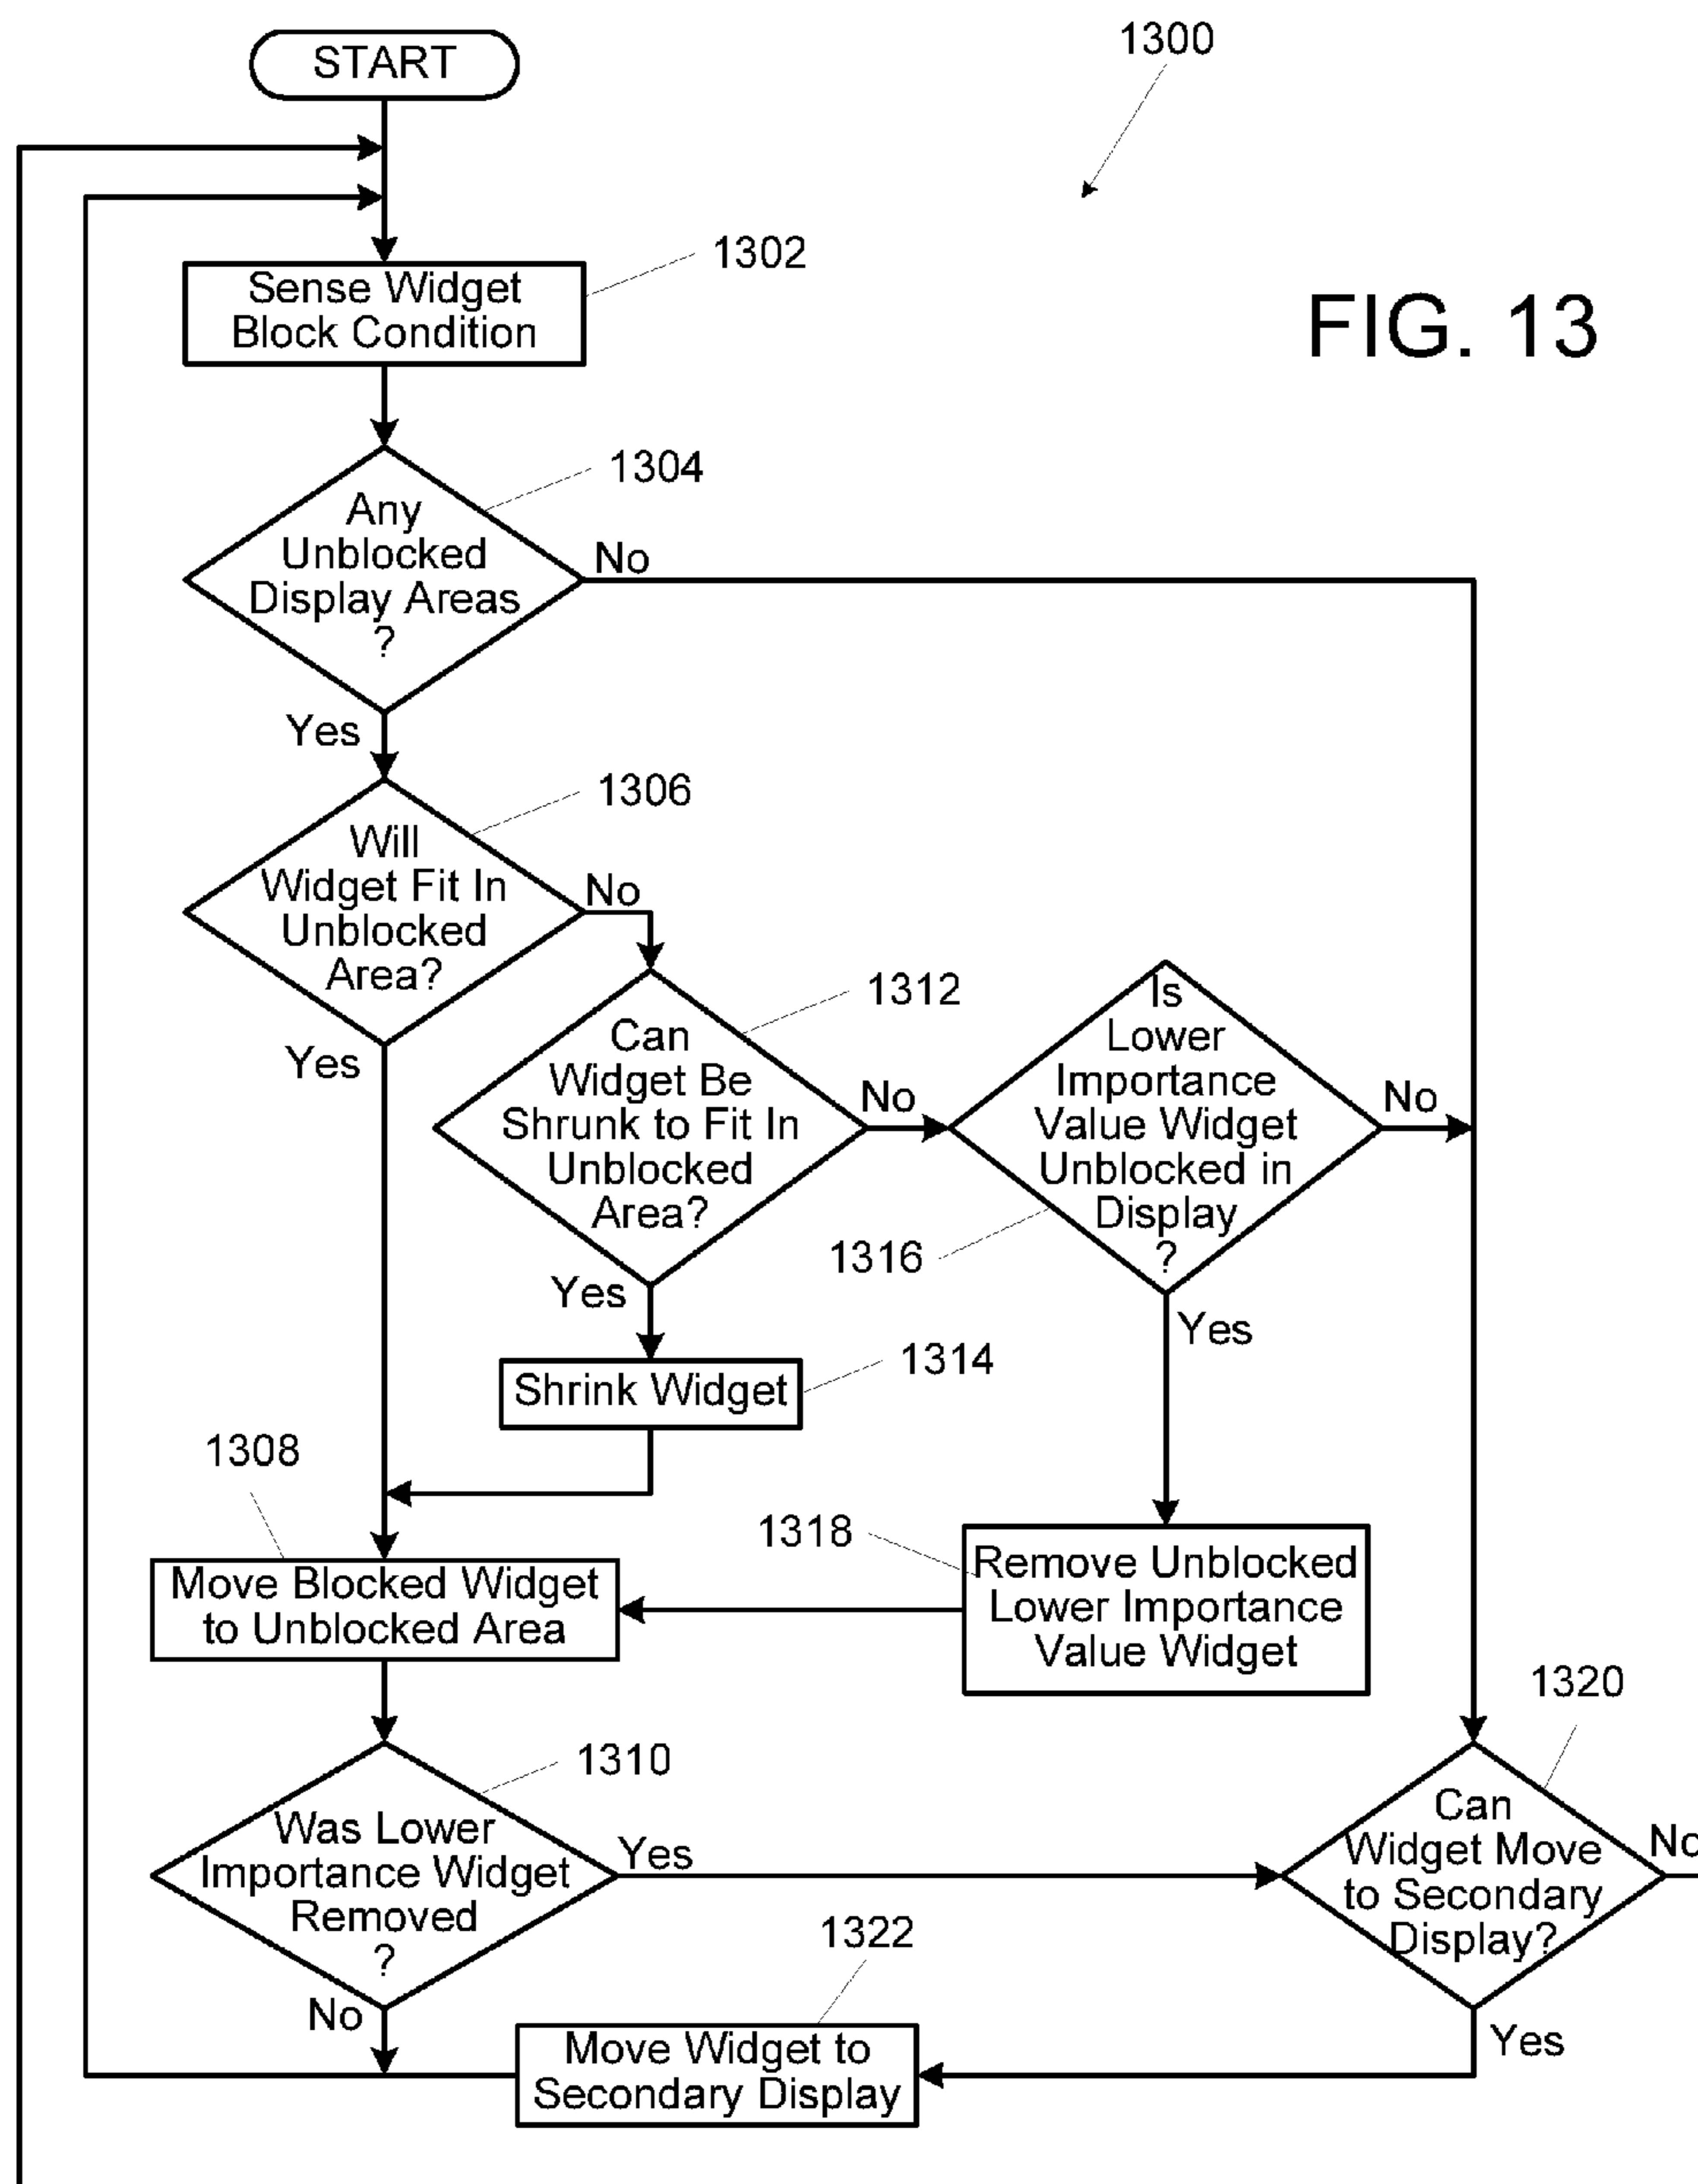 START
1300
1302
Sense Widget
Block Condition
FIG. 13
1304
Any
Unblocked
Display Areas
?
No
Yes
1306
Will
Widget Fit In
Unblocked
Area?
No
Yes
1312
Can
Widget Be
Shrunk to Fit In
Unblocked
Area?
No
Yes
Is
Lower
Importance
Value Widget
Unblocked in
Display
?
No
1316
Yes
1314
Shrink Widget
1308
Move Blocked Widget
to Unblocked Area
1318
Remove Unblocked
Lower Importance
Value Widget
1310
Was Lower
Importance Widget
Removed
?
Yes
No
1320
Can
Widget Move
to Secondary
Display?
No
Yes
1322
Move Widget to
Secondary Display